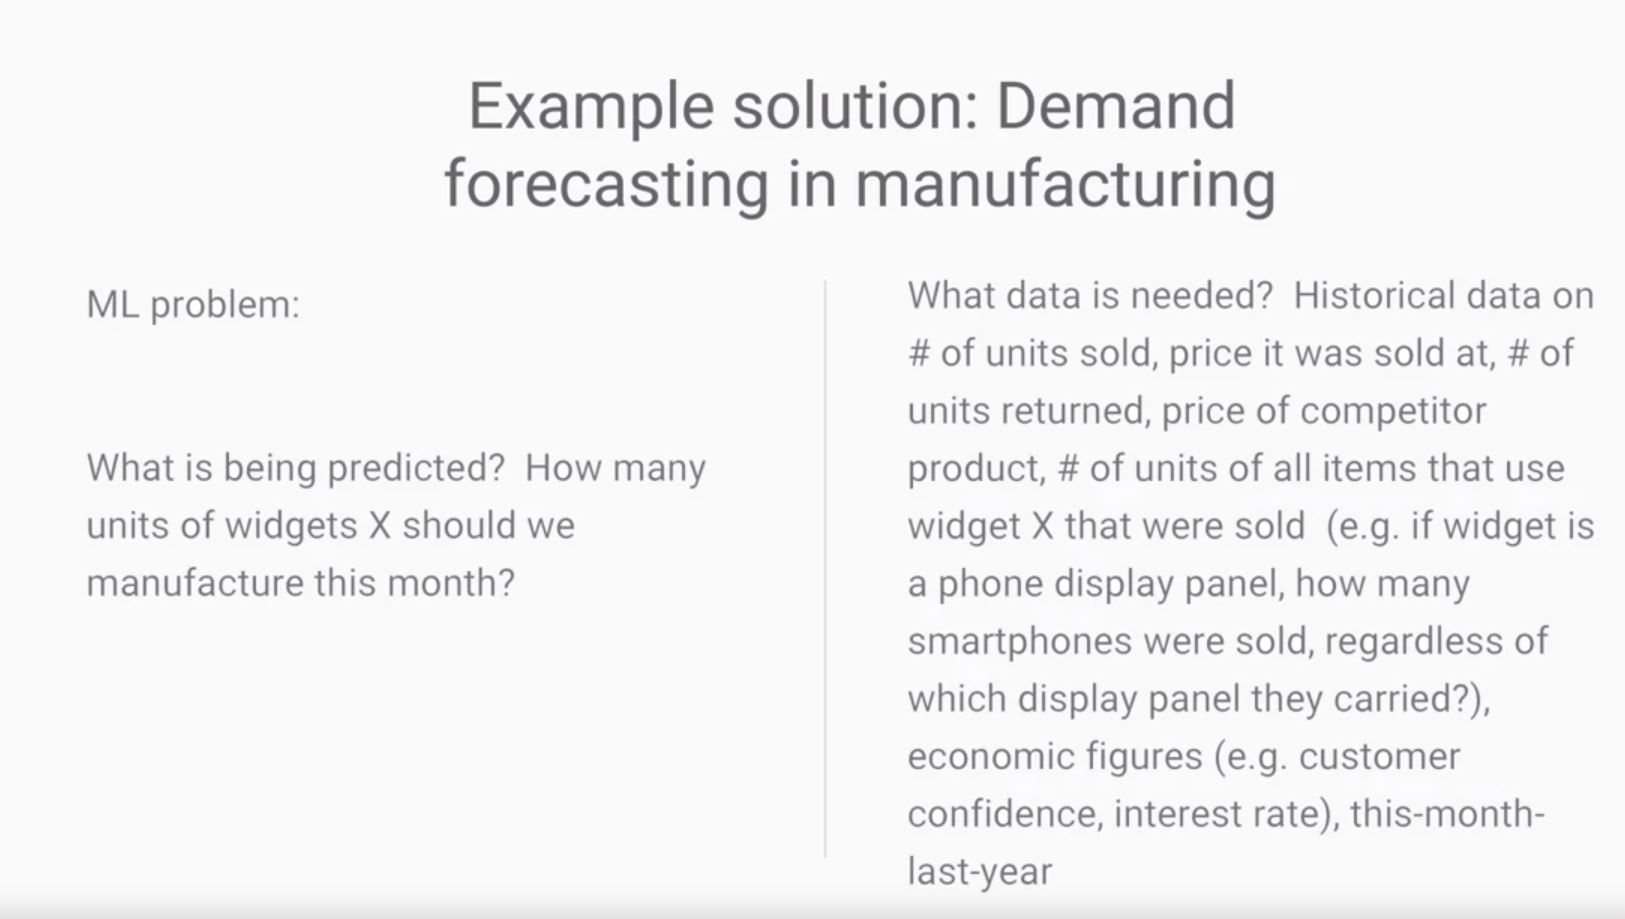 Example solution: Demand
forecasting in manufacturing
ML problem:
What is being predicted?  How many
units of widgets X should we
manufacture this month?
What data is needed?  Historical data on
# of units sold, price it was sold at, # of
units returned, price of competitor
product, # of units of all items that use
widget X that were sold  (e.g. if widget is
a phone display panel, how many
smartphones were sold, regardless of
which display panel they carried?),
economic figures (e.g. customer
confidence, interest rate), this-month-
last-year